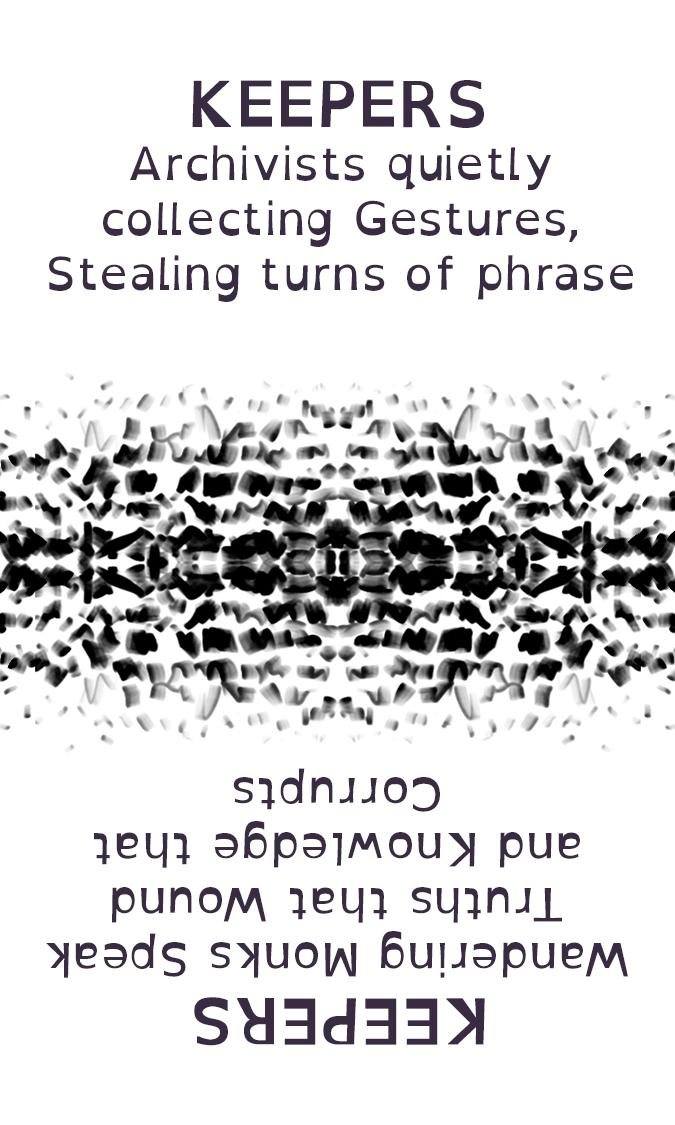 KEEPERS
Archivists quietly
collecting Gestures,
Stealing turns of phrase
KEEPERS
Wandering Monks Speak
Truths that Wound
and Knowledge that
Corrupts